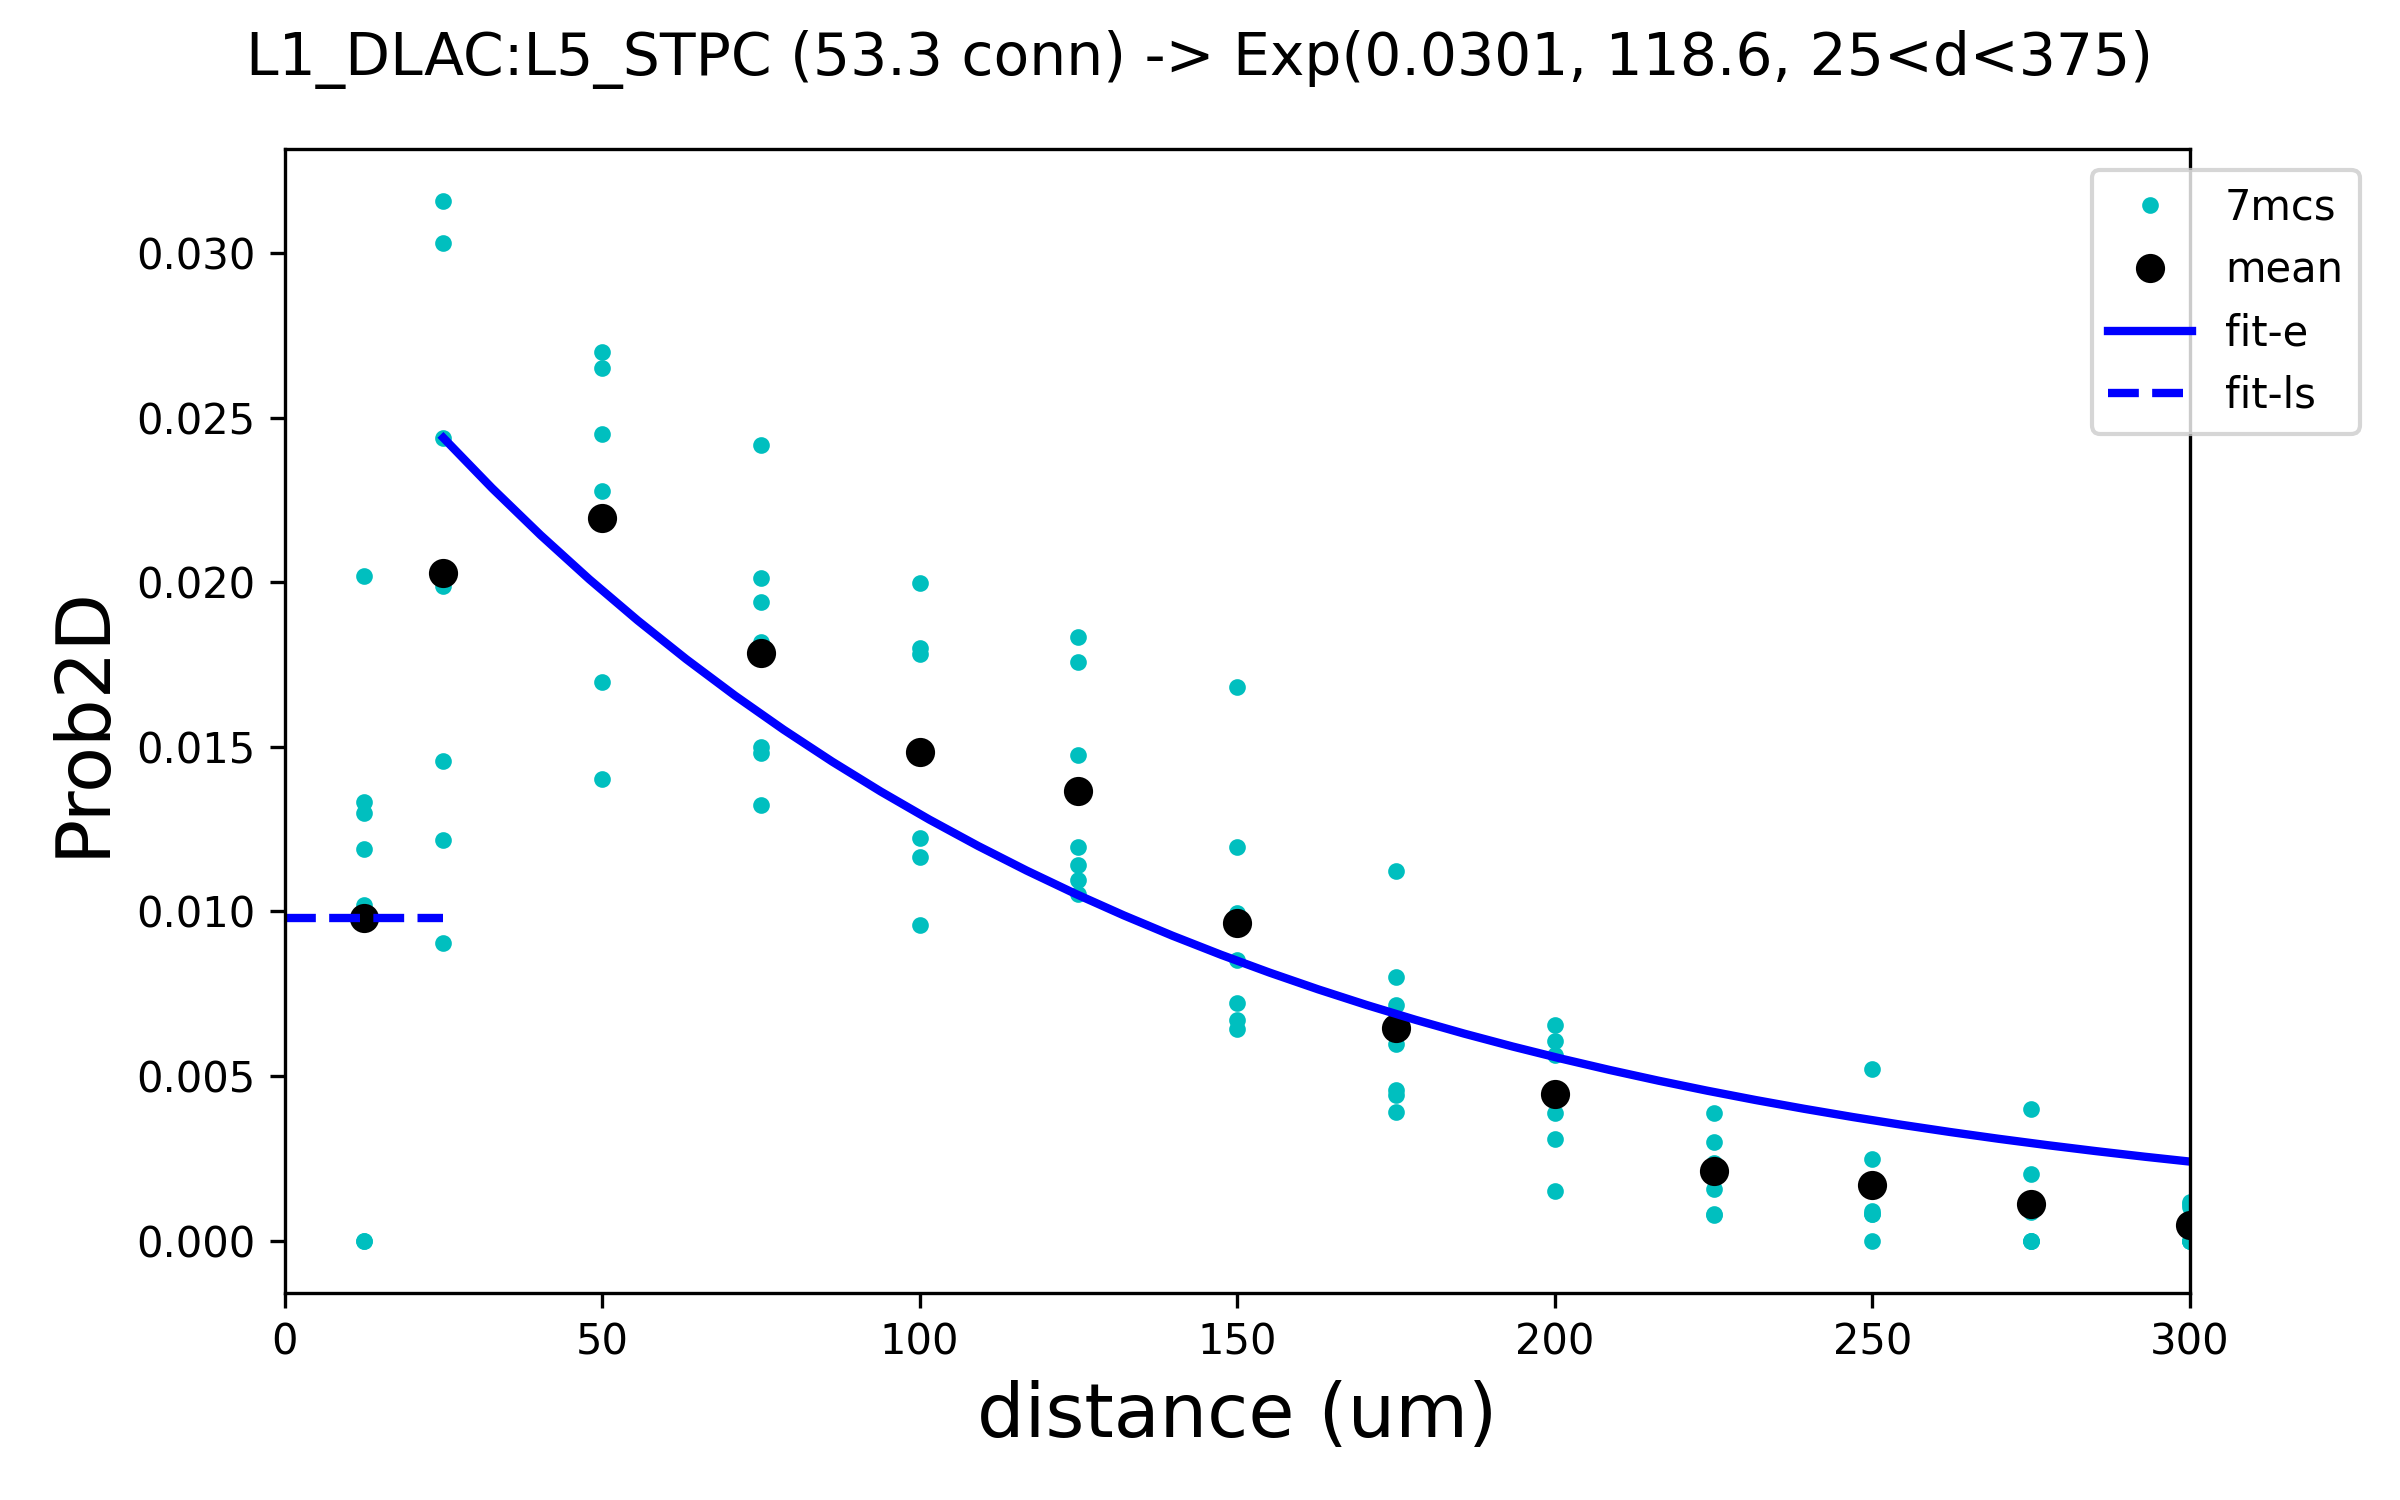 L1_DLAC:L5_STPC (53.3 conn) -> Exp(0.0301, 118.6, 25<d<375)
7mcs
mean
fit-e
fit-ls
Prob2D
0.030
0.025
0.020
0.015
0.010
0.005
0.000
0 50 100 150 200 250 300
distance (um)